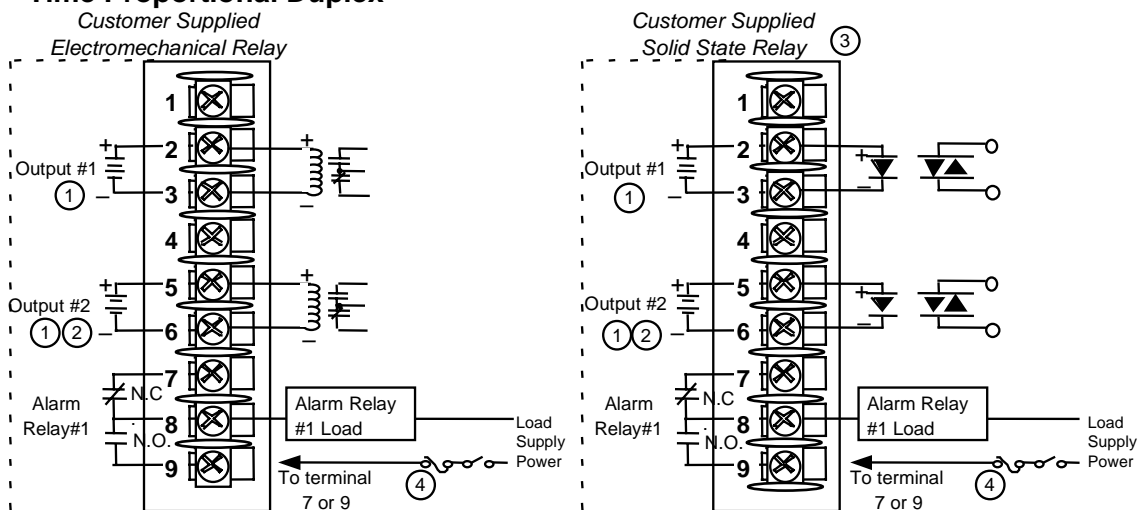 Customer Supplied
Electromechanical Relay
1
2
3
4
5
6
7
8
9
+
Output #1
1
–
+
–
+
Output #2
1 2 –
+
–
N.C
Alarm
Relay#1
N.O.
Alarm Relay
#1 Load
Load
Supply
Power
To terminal
7 or 9
4
Customer Supplied
Solid State Relay
3
1
2
3
4
5
6
7
8
9
+
Output #1
1
–
+
–
+
Output #2
1 2 –
+
–
N.C
Alarm
Relay#1
N.O.
Alarm Relay
#1 Load
Load
Supply
Power
To terminal
7 or 9
4